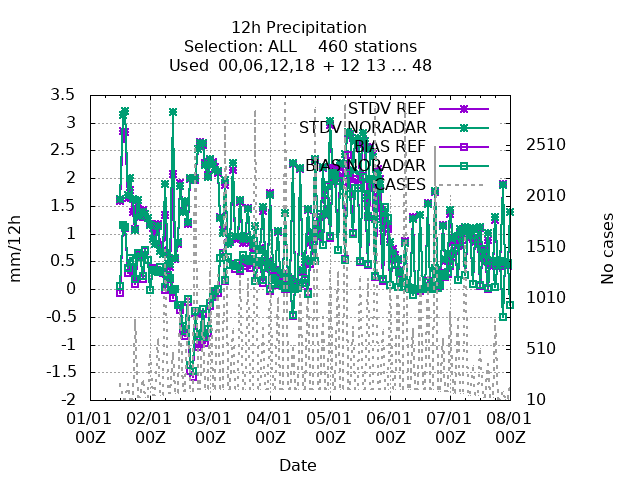 12h Precipitation
Selection: ALL 460 stations
Used 00,06,12,18 + 12 13 ... 48
3.5
3
2.5
2
1.5
1
0.5
0
-0.5
-1
-1.5
-2
mm/12h
STDV REF
STDV NORADAR
BIAS REF
BIAS NORADAR
CASES
2510
2010
1510
1010
510
10
No cases
01/01 02/01 03/01 04/01 05/01 06/01 07/01 08/01
00Z 00Z 00Z 00Z 00Z 00Z 00Z 00Z
Date